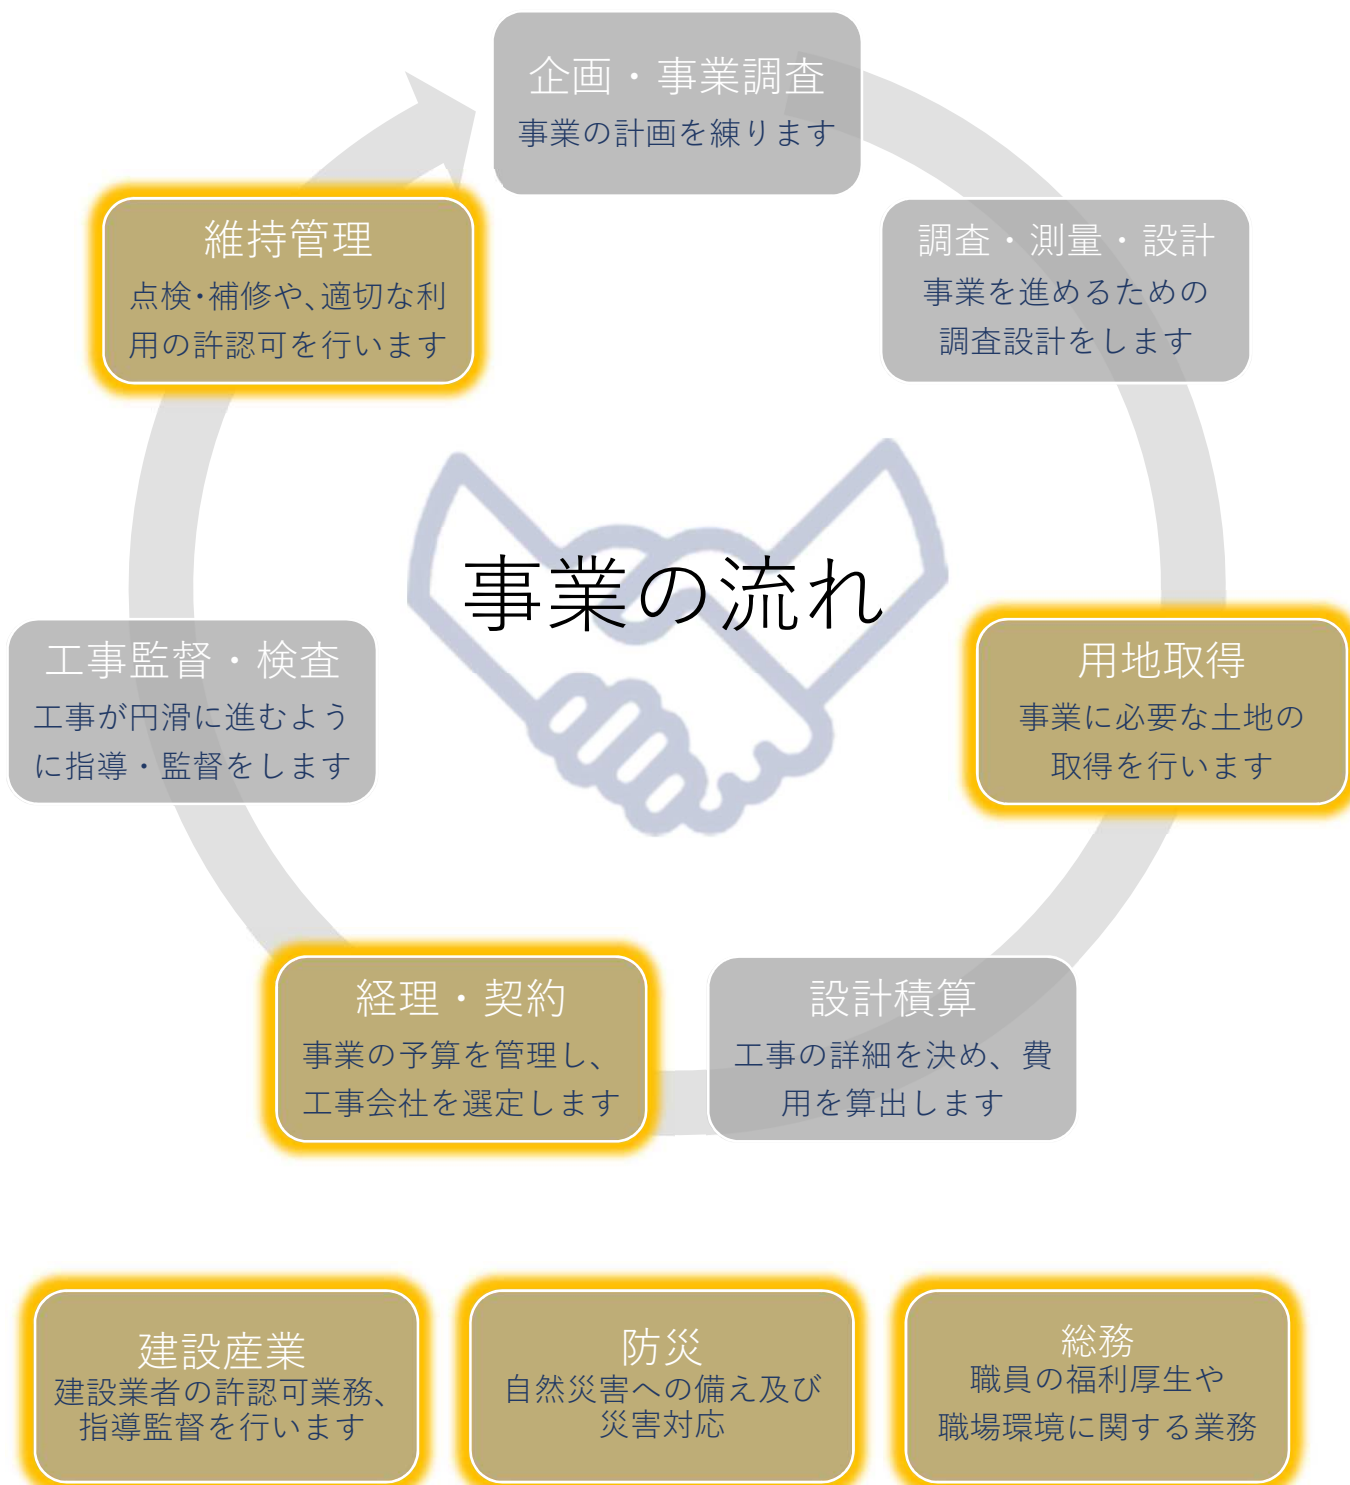 企画・事業調査
事業の計画を練ります
調査・測量・設計
事業を進めるための
調査設計をします
用地取得
事業に必要な土地の
取得を行います
設計積算
工事の詳細を決め、費
用を算出します
経理・契約
事業の予算を管理し、
工事会社を選定します
工事監督・検査
工事が円滑に進むよう
に指導・監督をします
維持管理
点検・補修や、適切な利
用の許認可を行います
事業の流れ
建設産業
建設業者の許認可業務、
指導監督を行います
防災
自然災害への備え及び
災害対応
総務
職員の福利厚生や
職場環境に関する業務